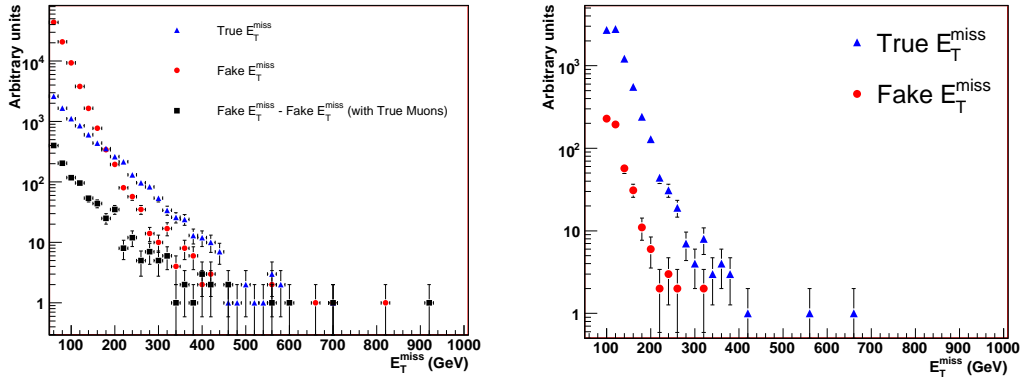 Arbitrary units
True E_T^miss
Fake E_T^miss
Fake E_T^miss - Fake E_T^miss (with True Muons)
10^4
10^3
10^2
10
1
100 200 300 400 500 600 700 800 900 1000
E_T^miss (GeV)
Arbitrary units
True E_T^miss
Fake E_T^miss
10^3
10^2
10
1
100 200 300 400 500 600 700 800 900 1000
E_T^miss (GeV)